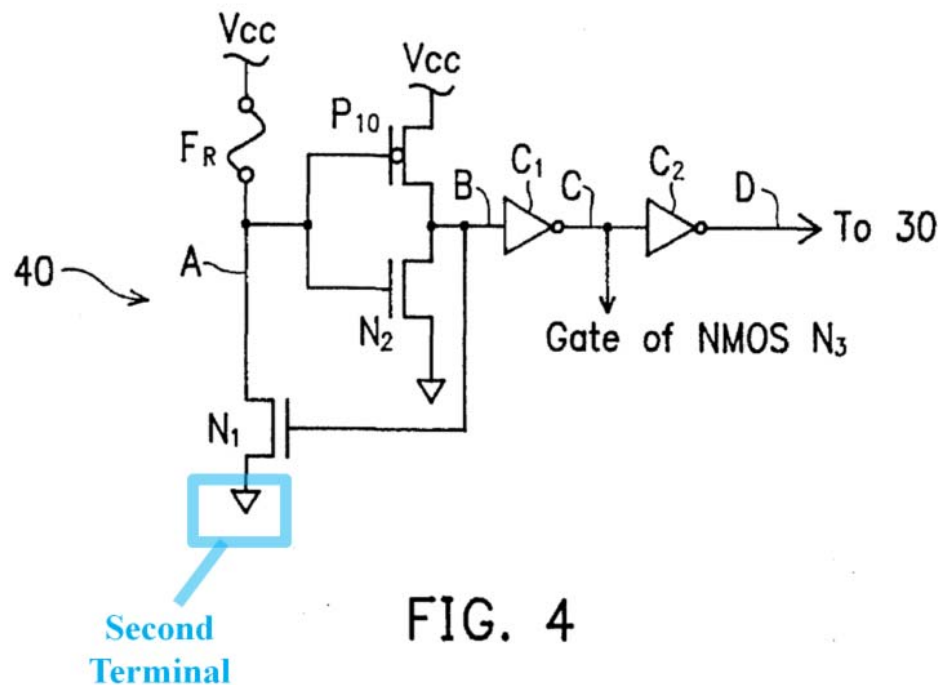 Vcc
Vcc
P10
FR
B
C1
C
C2
D
To 30
A
40
N2
Gate of NMOS N3
N1
FIG. 4
Second
Terminal